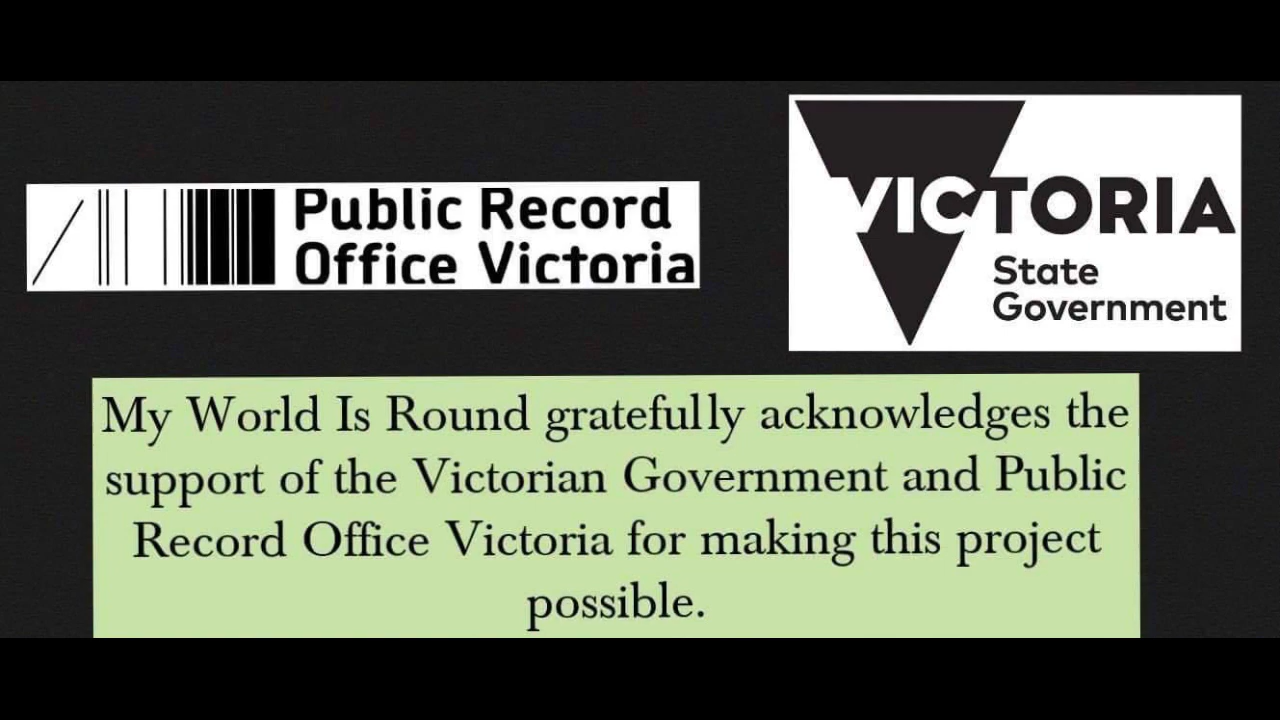 Public Record
Office Victoria
VICTORIA
State
Government
My World Is Round gratefully acknowledges the
support of the Victorian Government and Public
Record Office Victoria for making this project
possible.